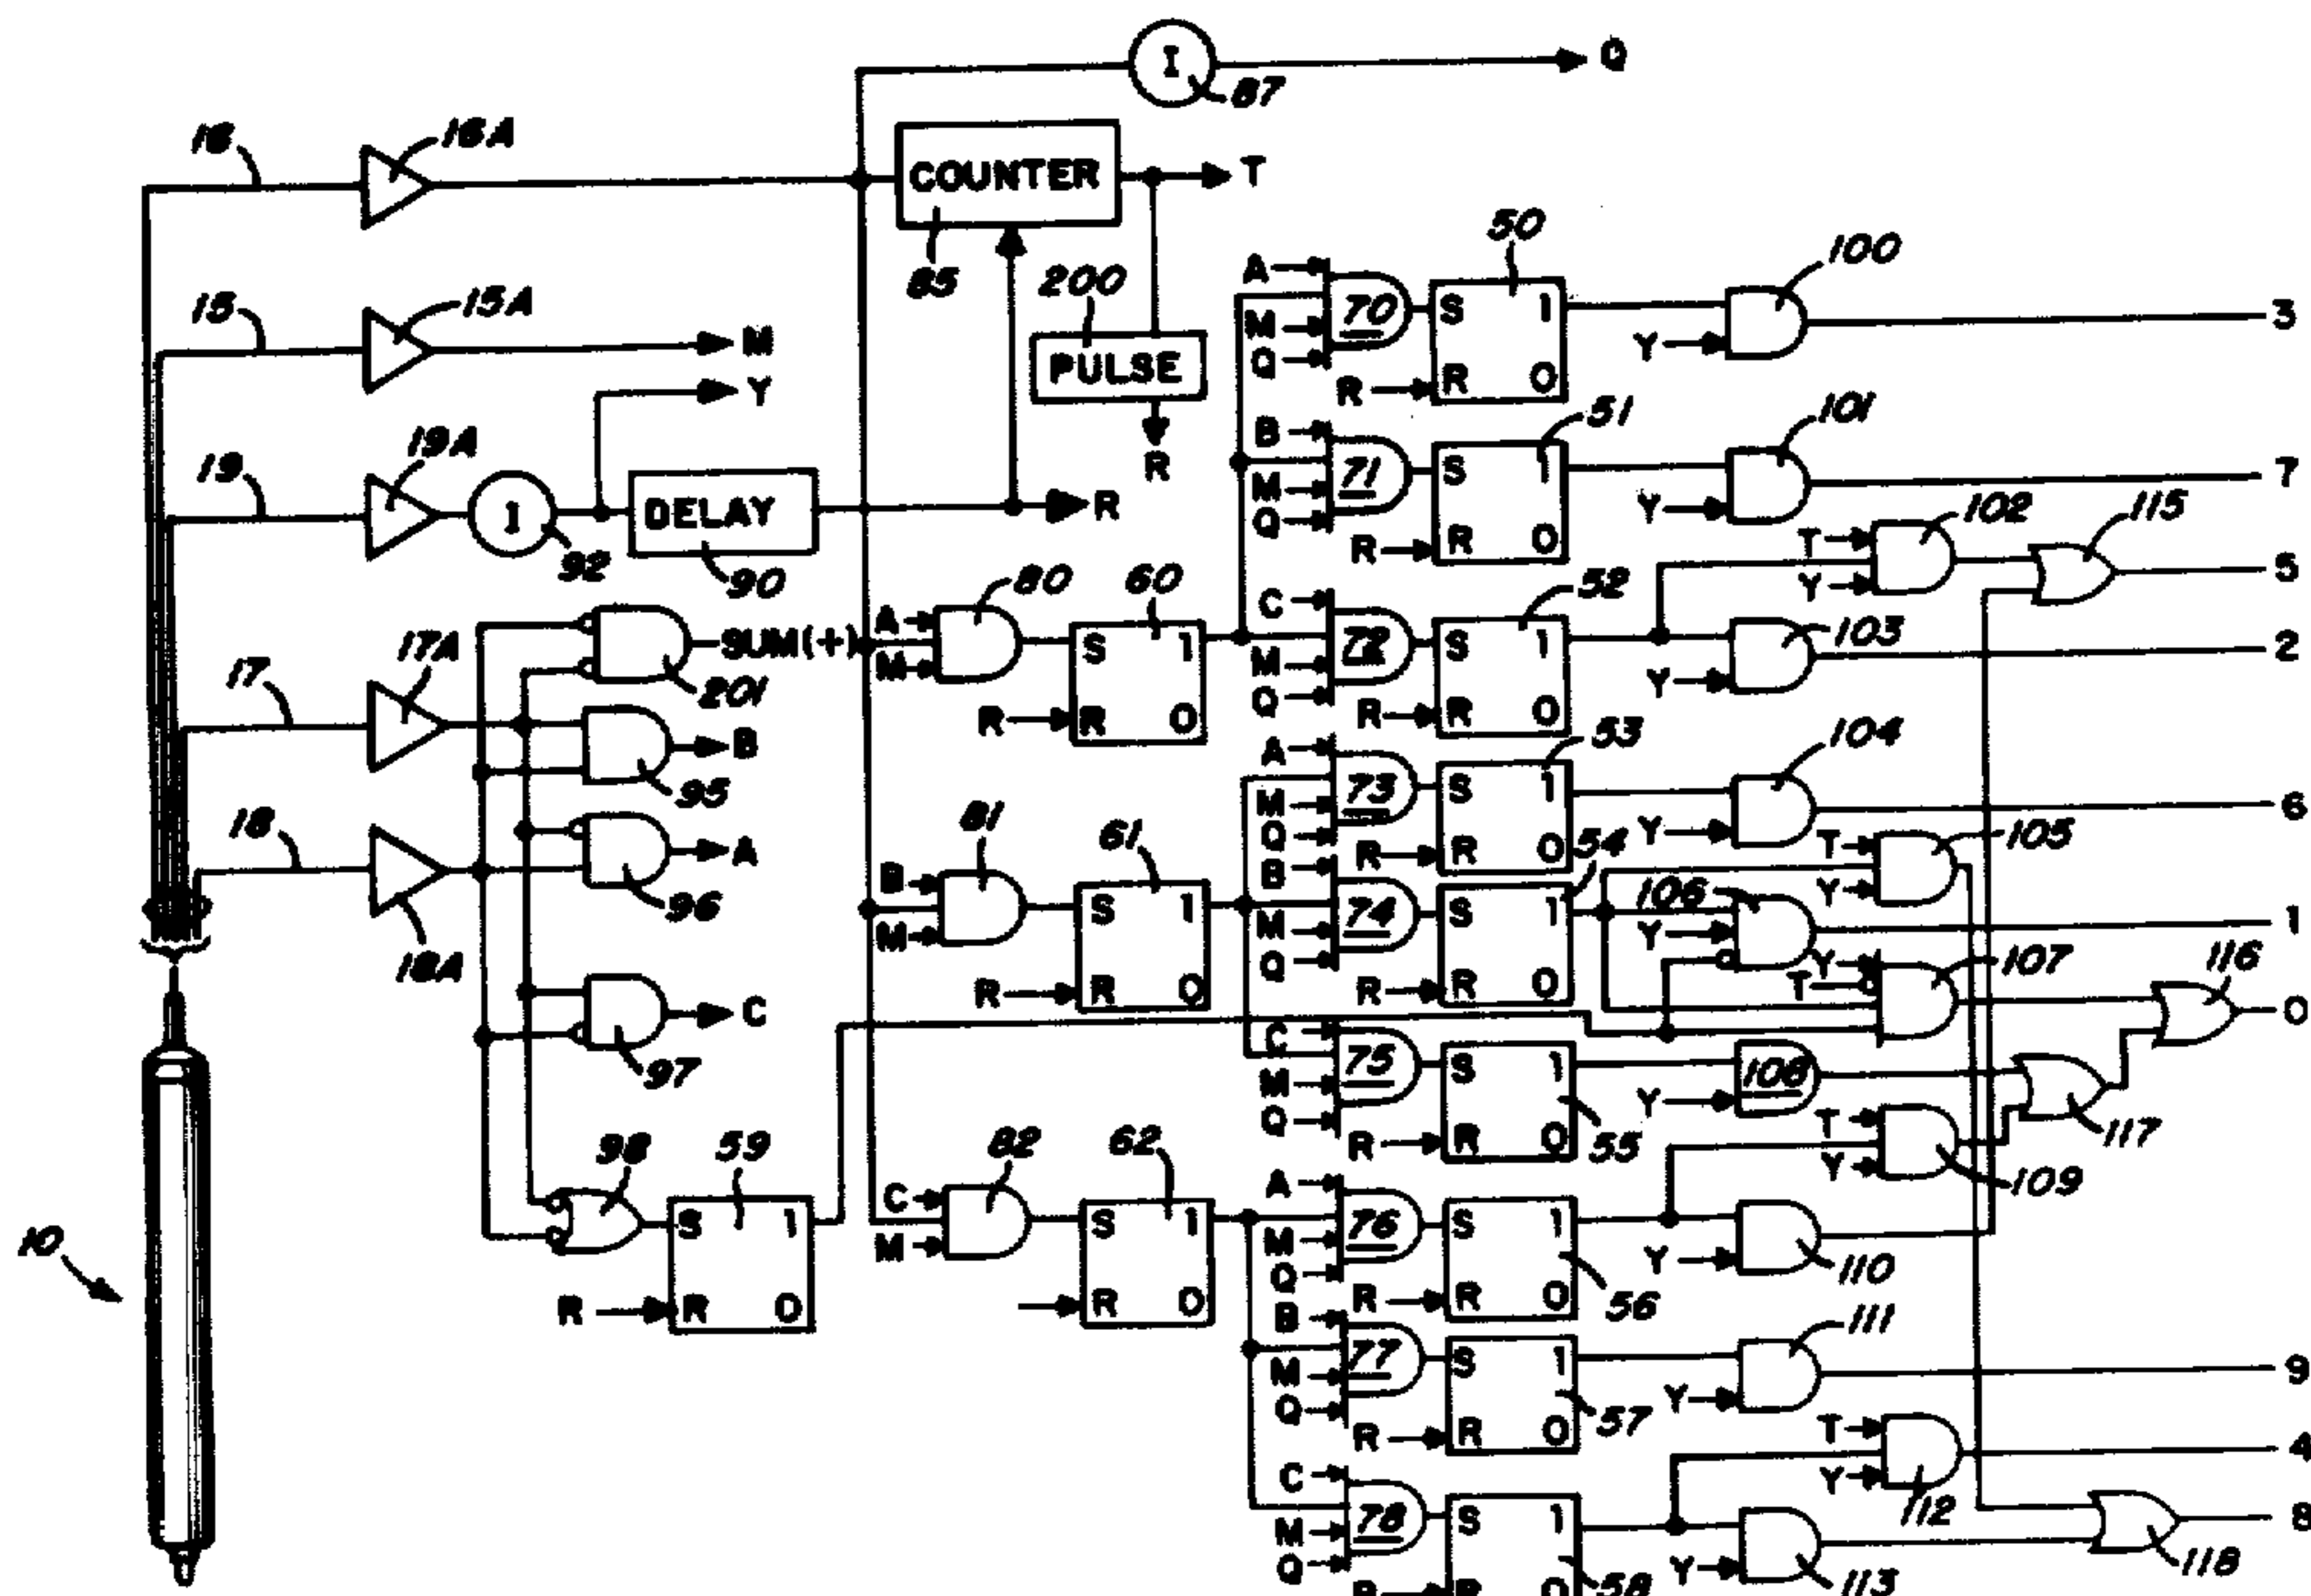 I
Q
87
16
16A
COUNTER
T
85
200
PULSE
R
15
15A
M
Y
19
19A
I
92
DELAY
90
R
17
17A
SUM(+)
201
B
95
18
18A
A
96
C
97
98
59
S
1
R
R
0
10
A
M
80
60
S
1
R
R
0
B
M
81
61
S
1
R
R
0
C
M
82
62
S
1
R
0
A
M
Q
70
50
S
1
R
R
0
Y
100
3
B
M
Q
71
51
S
1
R
R
0
Y
101
7
T
Y
102
115
5
C
M
Q
72
52
S
1
R
R
0
Y
103
2
A
M
Q
73
53
S
1
R
R
0
Y
104
6
T
Y
105
B
M
Q
74
54
S
1
R
R
0
106
Y
1
Y
T
107
116
0
C
M
Q
75
S
1
R
R
0
55
Y
108
117
T
Y
109
A
M
Q
76
S
1
R
R
0
56
Y
110
B
M
Q
77
S
1
R
R
0
57
Y
111
9
T
Y
112
4
C
M
Q
78
S
1
R
R
0
58
Y
113
118
8